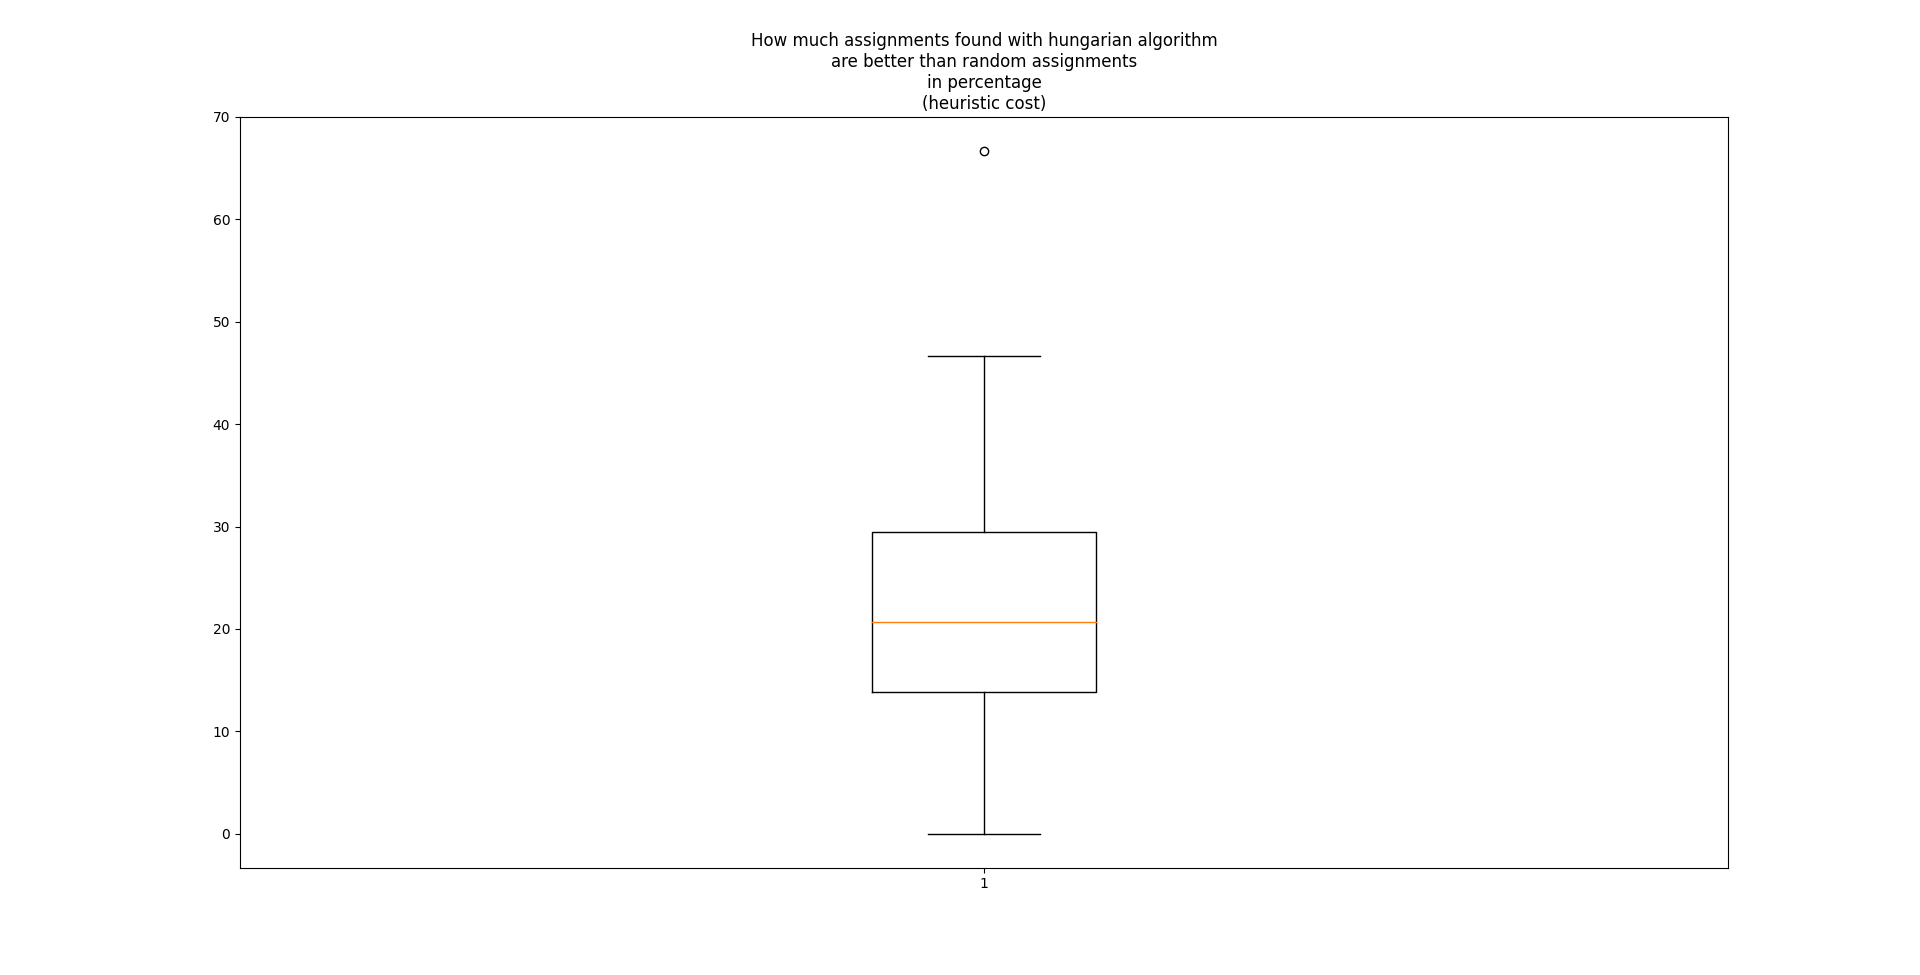 How much assignments found with hungarian algorithm
are better than random assignments
in percentage
(heuristic cost)
70
60
50
40
30
20
10
0
1